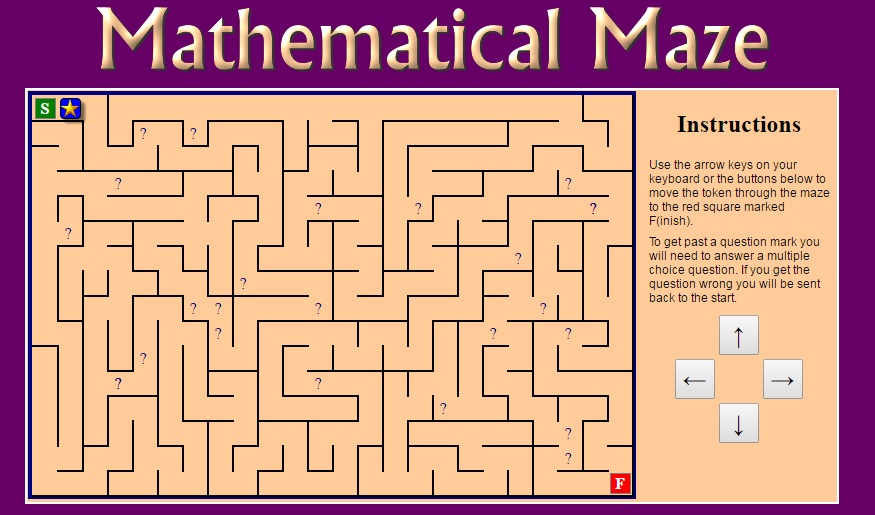 Mathematical Maze
S
? ?
?
?
?
? ? ?
?
?
?
? ? ? ?
? ? ?
?
? ?
?
?
?
F
Instructions
Use the arrow keys on your
keyboard or the buttons below to
move the token through the maze
to the red square marked
F(inish).
To get past a question mark you
will need to answer a multiple
choice question. If you get the
question wrong you will be sent
back to the start.
↑
← →
↓